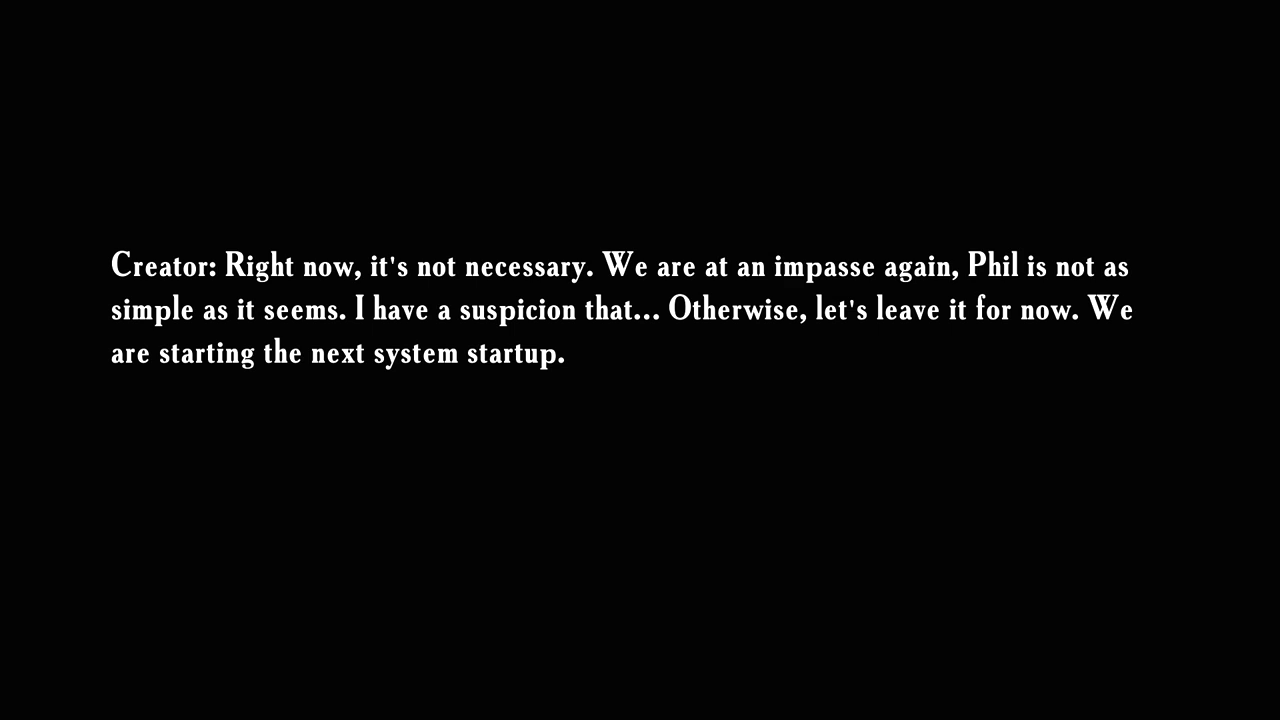 Creator: Right now, it's not necessary. We are at an impasse again, Phil is not as
simple as it seems. I have a suspicion that... Otherwise, let's leave it for now. We
are starting the next system startup.